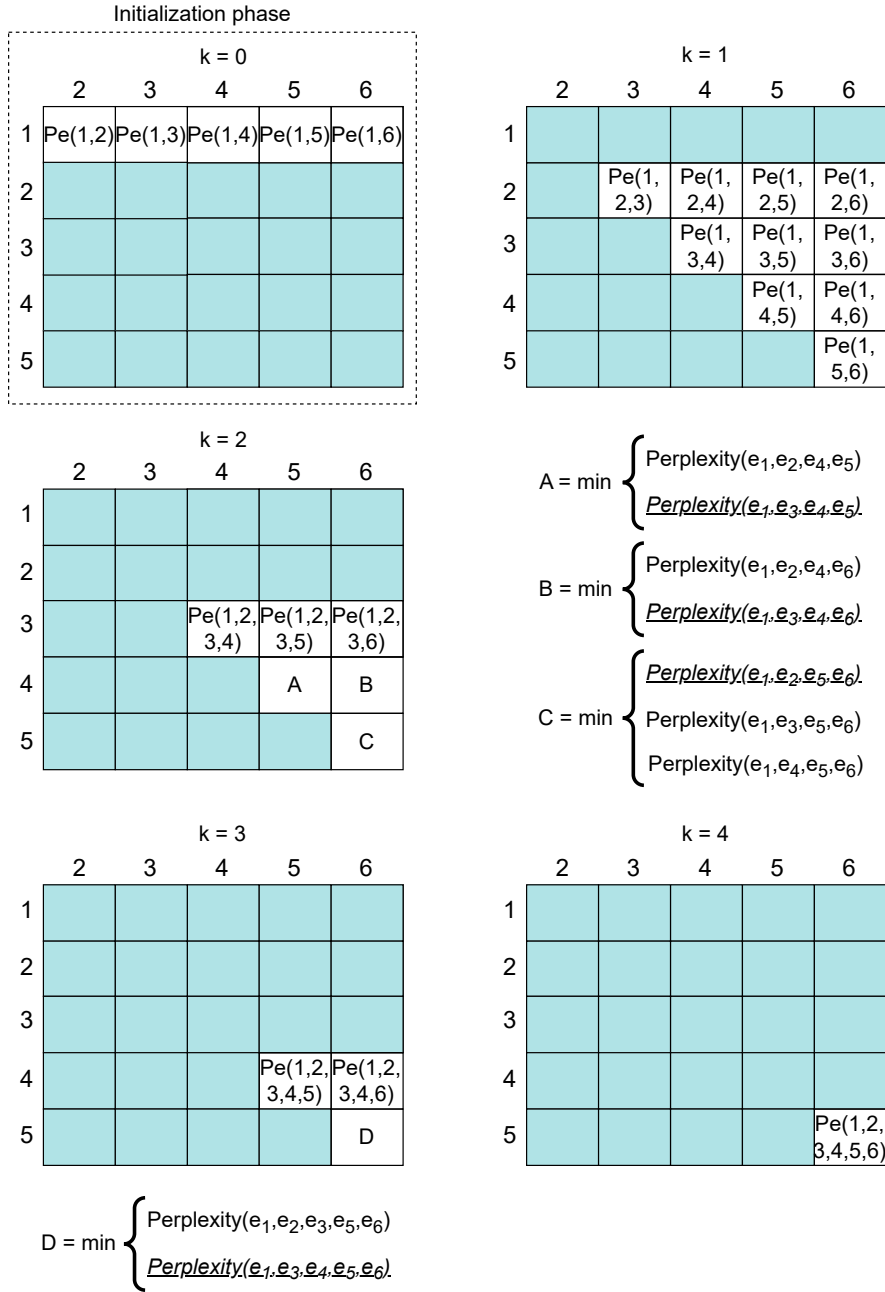 Initialization phase
k = 0
2 3 4 5 6
1 Pe(1,2) Pe(1,3) Pe(1,4) Pe(1,5) Pe(1,6)
2
3
4
5
k = 1
2 3 4 5 6
1
2 Pe(1, Pe(1, Pe(1, Pe(1,
2,3) 2,4) 2,5) 2,6)
3 Pe(1, Pe(1, Pe(1,
3,4) 3,5) 3,6)
4 Pe(1, Pe(1,
4,5) 4,6)
5 Pe(1,
5,6)
k = 2
2 3 4 5 6
1
2
3 Pe(1,2, Pe(1,2, Pe(1,2,
3,4) 3,5) 3,6)
4 A B
5 C
A = min
Perplexity(e₁,e₂,e₄,e₅)
Perplexity(e₁,e₃,e₄,e₅)
B = min
Perplexity(e₁,e₂,e₄,e₆)
Perplexity(e₁,e₃,e₄,e₆)
C = min
Perplexity(e₁,e₂,e₅,e₆)
Perplexity(e₁,e₃,e₅,e₆)
Perplexity(e₁,e₄,e₅,e₆)
k = 3
2 3 4 5 6
1
2
3
4 Pe(1,2, Pe(1,2,
3,4,5) 3,4,6)
5 D
k = 4
2 3 4 5 6
1
2
3
4
5 Pe(1,2,
3,4,5,6)
D = min
Perplexity(e₁,e₂,e₃,e₅,e₆)
Perplexity(e₁,e₃,e₄,e₅,e₆)